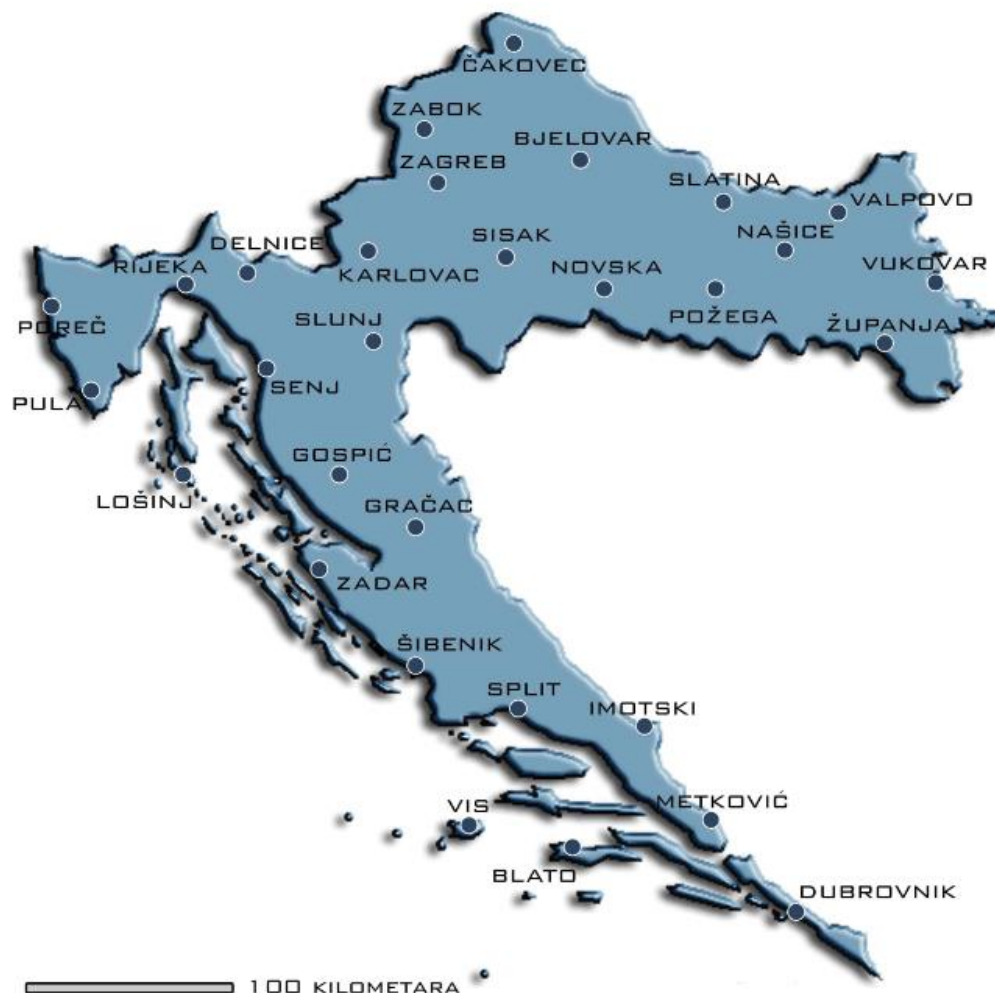 ČAKOVEC
ZABOK
BJELOVAR
ZAGREB
SLATINA
VALPOVO
DELNICE
SISAK
NAŠICE
RIJEKA
KARLOVAC
NOVSKA
VUKOVAR
POREČ
SLUNJ
POŽEGA
ŽUPANJA
SENJ
PULA
GOSPIĆ
LOŠINJ
GRAČAC
ZADAR
ŠIBENIK
SPLIT
IMOTSKI
VIS
METKOVIĆ
BLATO
DUBROVNIK
100 KILOMETARA